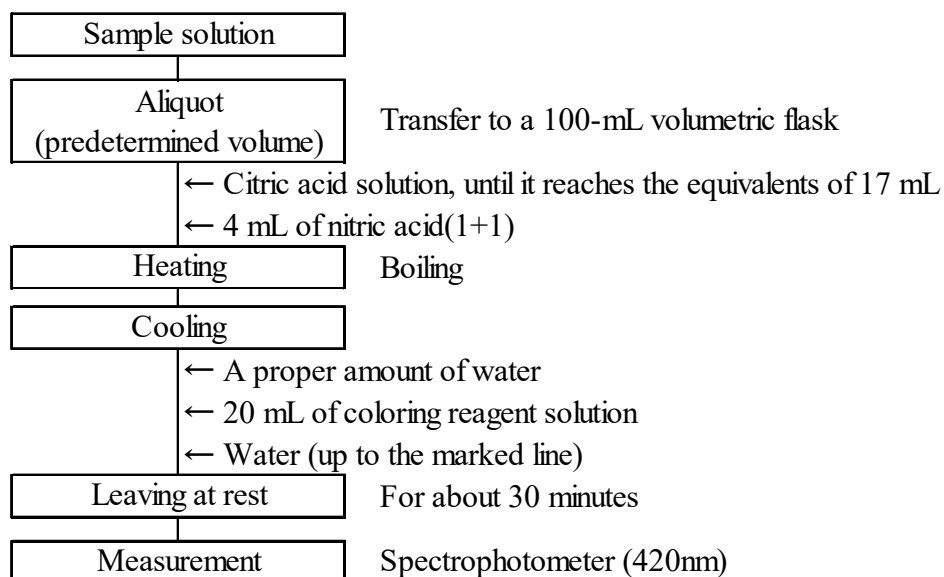 Sample solution
Aliquot
(predetermined volume)
Transfer to a 100-mL volumetric flask
← Citric acid solution, until it reaches the equivalents of 17 mL
← 4 mL of nitric acid(1+1)
Heating
Boiling
Cooling
← A proper amount of water
← 20 mL of coloring reagent solution
← Water (up to the marked line)
Leaving at rest
For about 30 minutes
Measurement
Spectrophotometer (420nm)